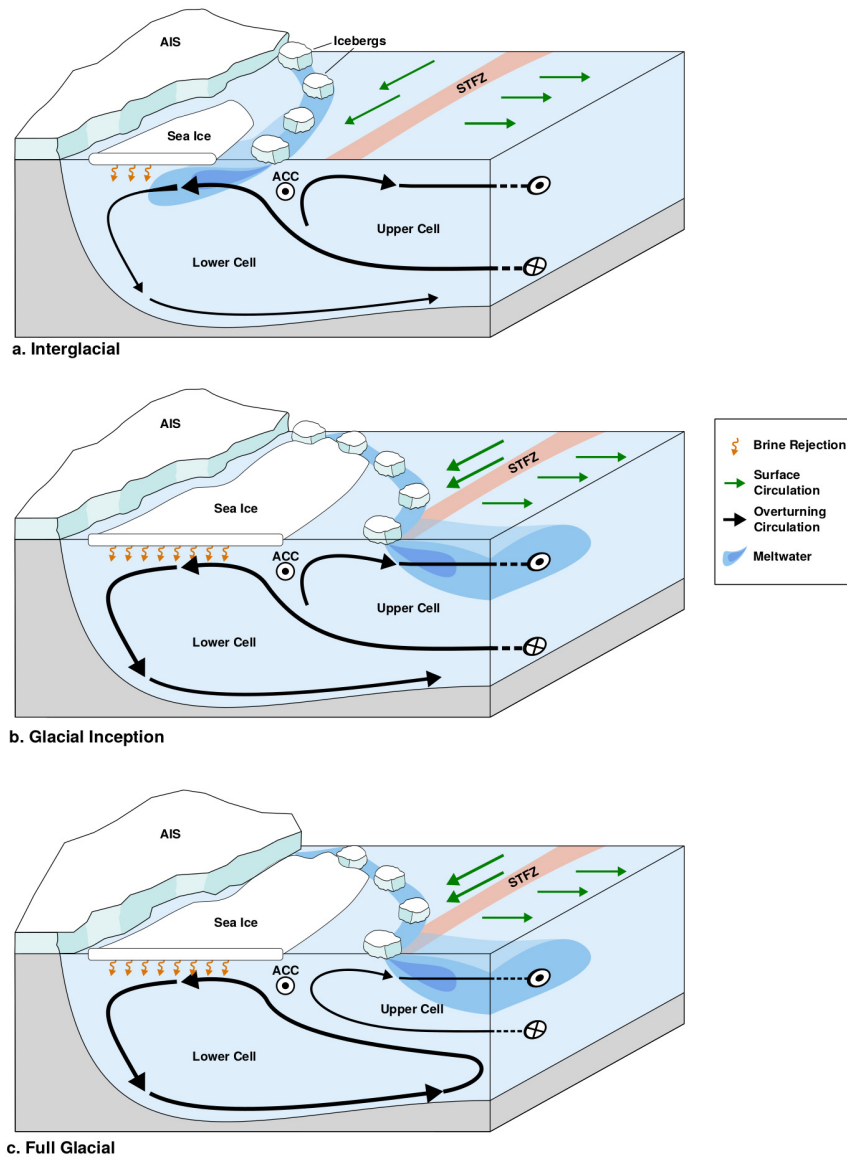 AIS
Icebergs
STFZ
Sea Ice
ACC
Upper Cell
Lower Cell
a. Interglacial
AIS
STFZ
Sea Ice
ACC
Upper Cell
Lower Cell
b. Glacial Inception
Brine Rejection
Surface
Circulation
Overturning
Circulation
Meltwater
AIS
STFZ
Sea Ice
ACC
Upper Cell
Lower Cell
c. Full Glacial